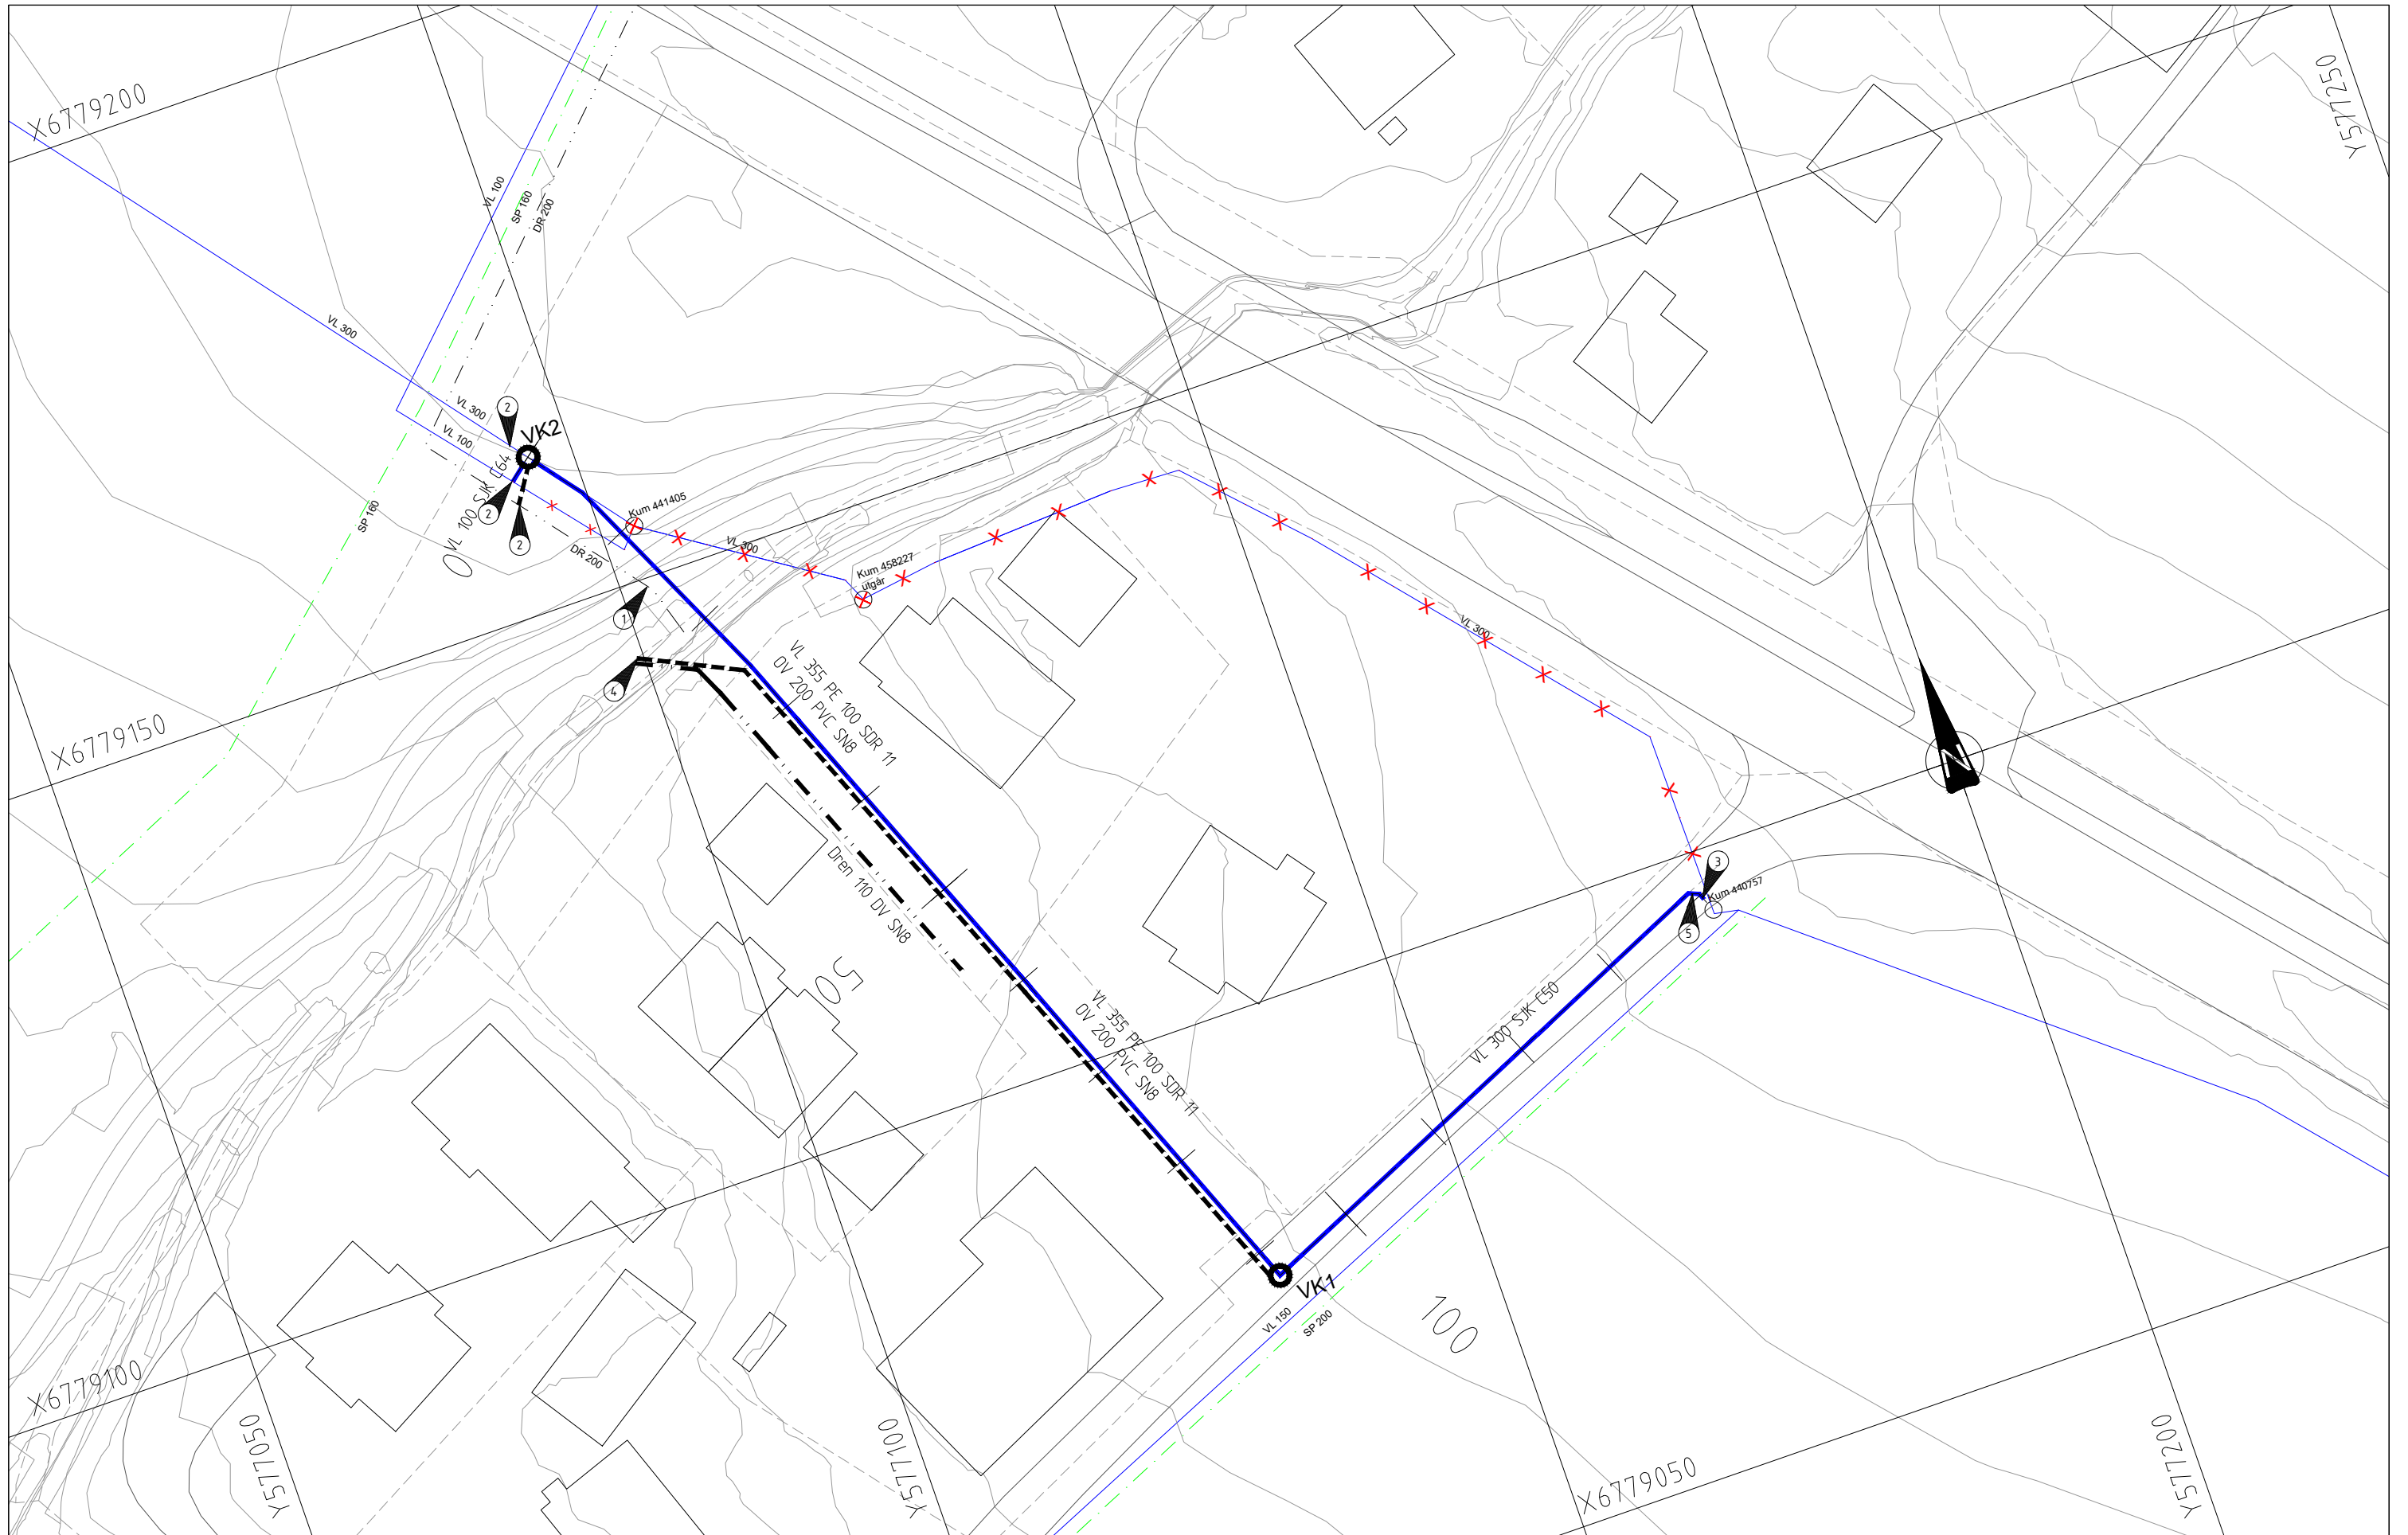 X6779200
Y577250
VL 100
SP 160
DR 200
VL 300
VL 300
VK2
VL 100
2
VL 100 SJK C64
0
2
2
SP 160
DR 200
Kum 441405
VL 300
Kum 458227
utgår
1
4
VL 355 PE 100 SDR 11
OV 200 PVC SN8
VL 300
X6779150
N
Dren 110 DV SN8
3
Kum 440757
5
50
VL 355 PE 100 SDR 11
OV 200 PVC SN8
VL 300 SJK C50
VK1
VL 150
SP 200
100
X6779100
Y577050
Y577100
X6779050
Y577200